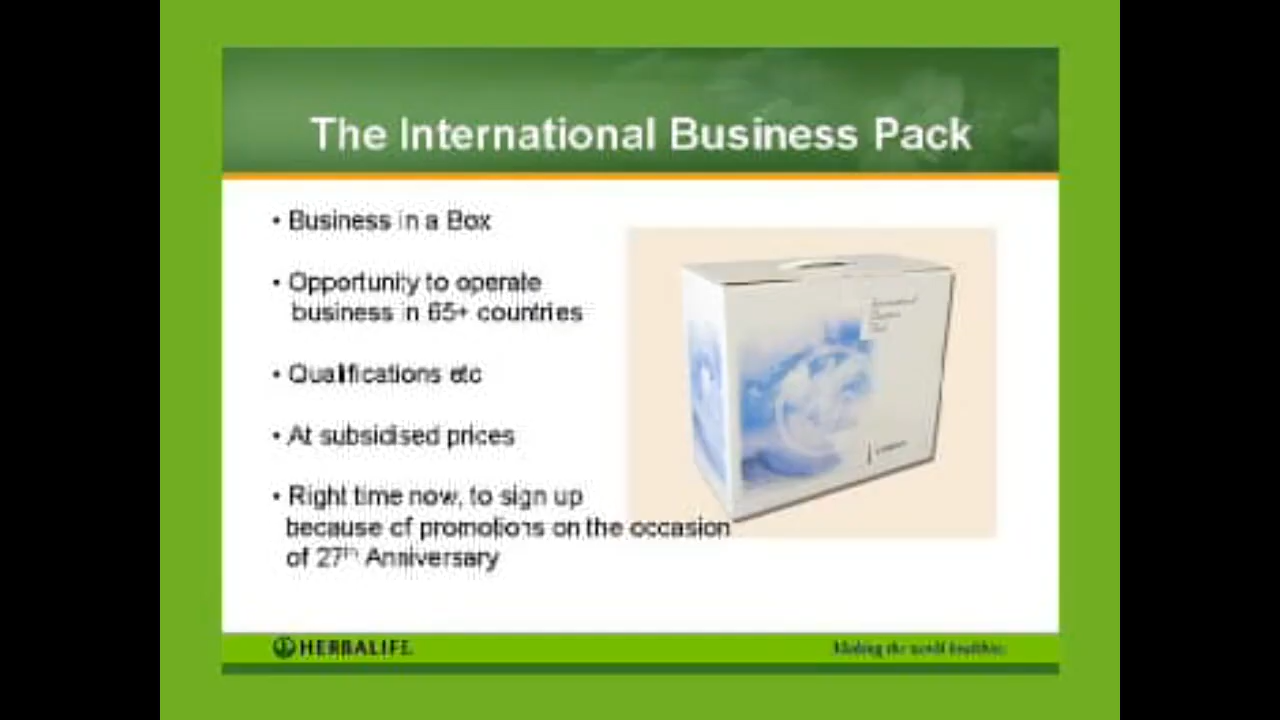 The International Business Pack
• Business in a Box
• Opportunity to operate
business in 65+ countries
• Qualifications etc
• At subsidised prices
• Right time now, to sign up
because of promotions on the occasion
of 27th Anniversary
HERBALIFE
Making the world healthier